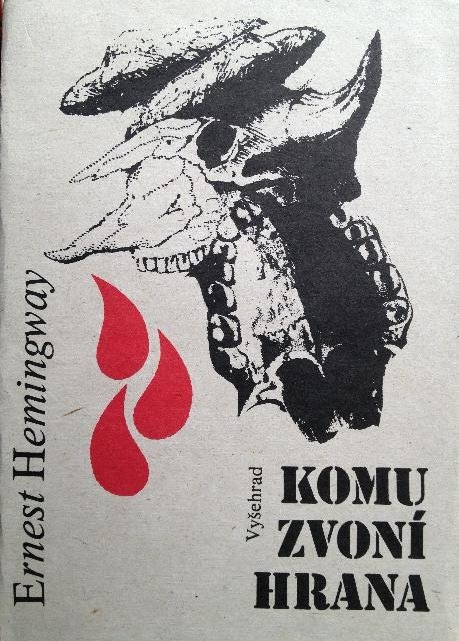 Ernest Hemingway
Vyšehrad
KOMU
ZVONÍ
HRANA